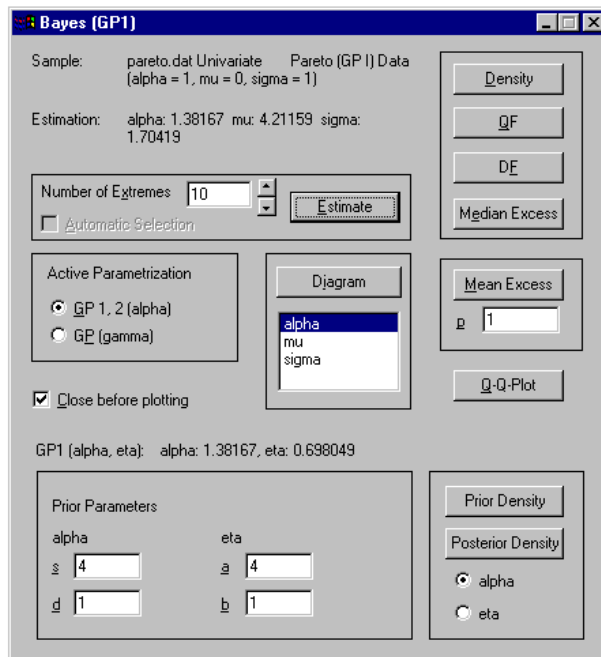 Bayes (GP1)
Sample: pareto.dat Univariate Pareto (GP I) Data
(alpha = 1, mu = 0, sigma = 1)
Estimation: alpha: 1.38167 mu: 4.21159 sigma:
1.70419
Density
QF
DF
Median Excess
Number of Extremes 10
Estimate
Automatic Selection
Active Parametrization
GP 1, 2 (alpha)
GP (gamma)
Diagram
alpha
mu
sigma
Mean Excess
p 1
Close before plotting
Q-Q-Plot
GP1 (alpha, eta): alpha: 1.38167, eta: 0.698049
Prior Parameters
alpha eta
s 4 a 4
d 1 b 1
Prior Density
Posterior Density
alpha
eta